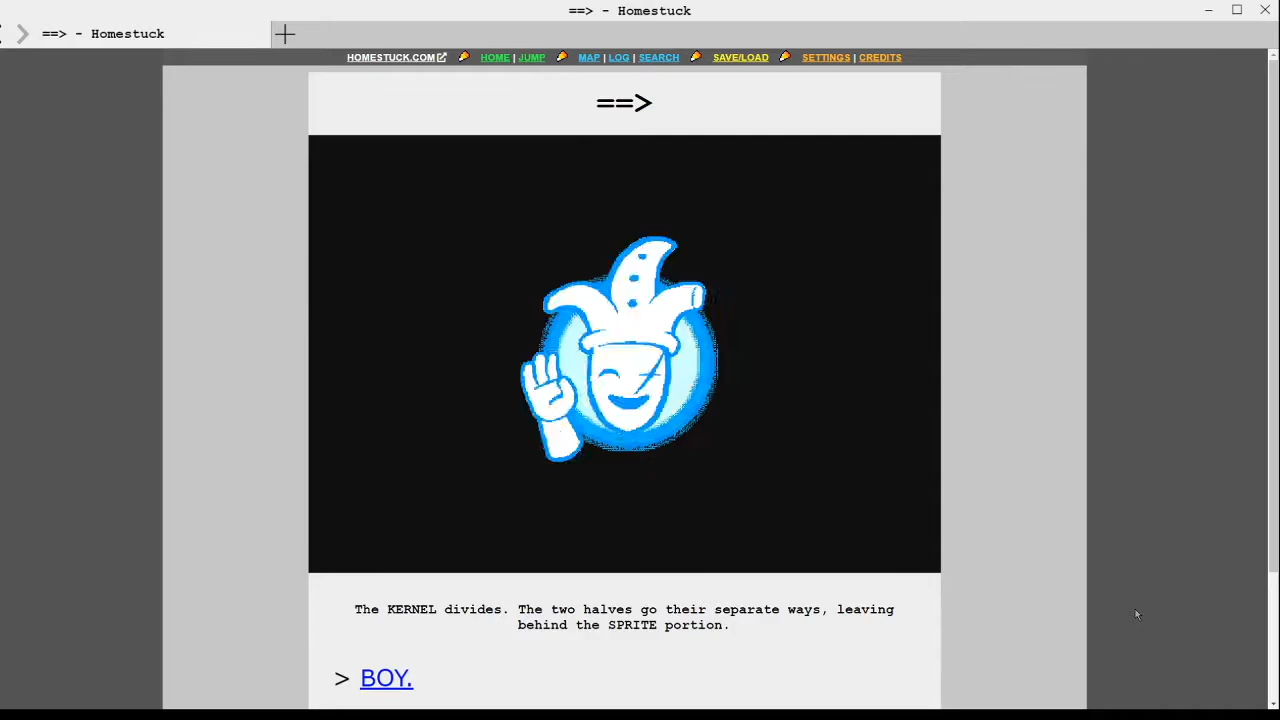 ==> - Homestuck
==> - Homestuck
HOMESTUCK.COM HOME | JUMP MAP | LOG | SEARCH SAVE/LOAD SETTINGS | CREDITS
==>
The KERNEL divides. The two halves go their separate ways, leaving
behind the SPRITE portion.
> BOY.